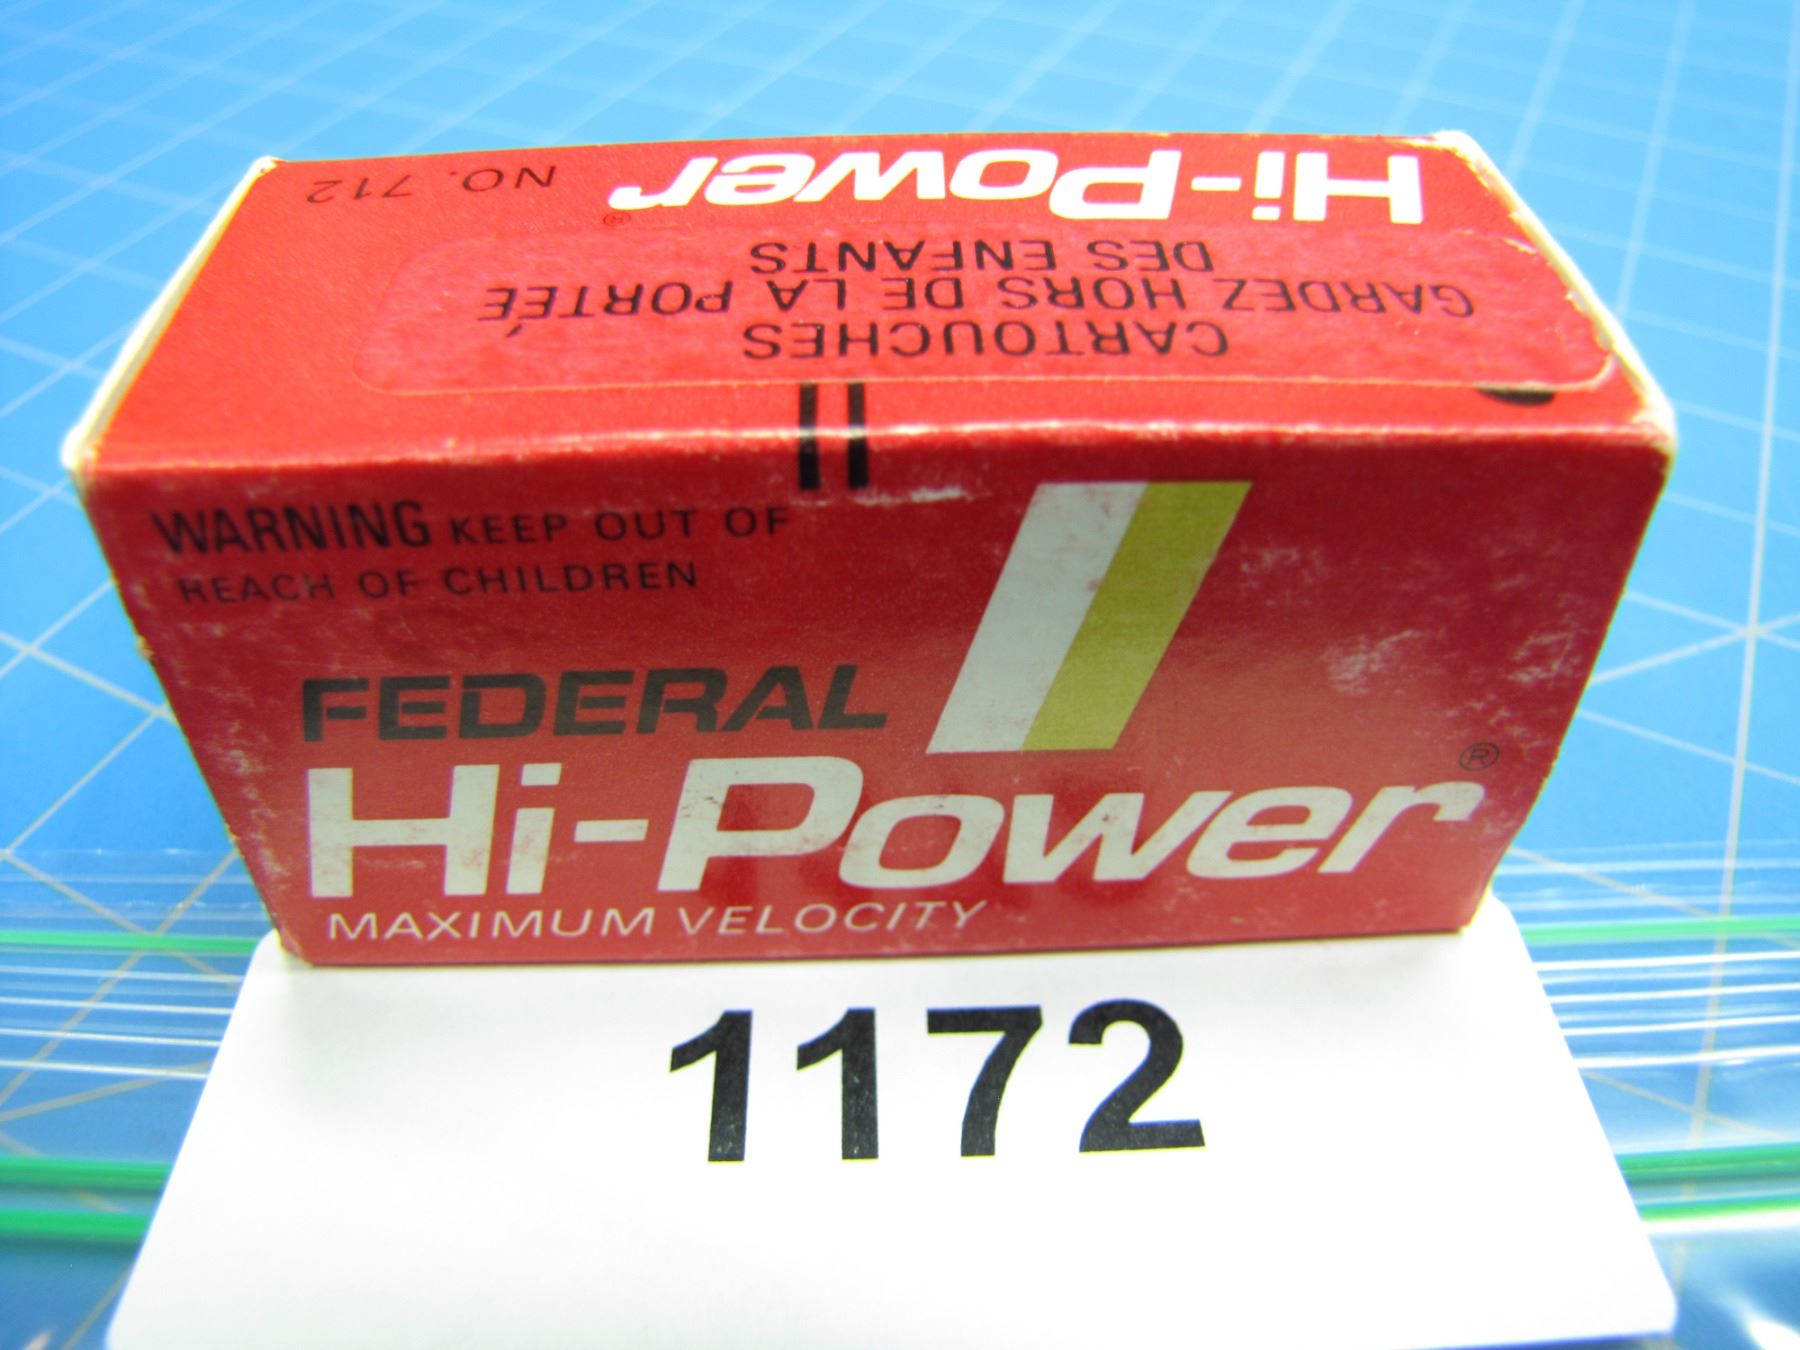 Hi-Power®
NO. 712
CARTOUCHES
GARDEZ HORS DE LA PORTÉE
DES ENFANTS
WARNING KEEP OUT OF
REACH OF CHILDREN
FEDERAL
Hi-Power®
MAXIMUM VELOCITY
1172